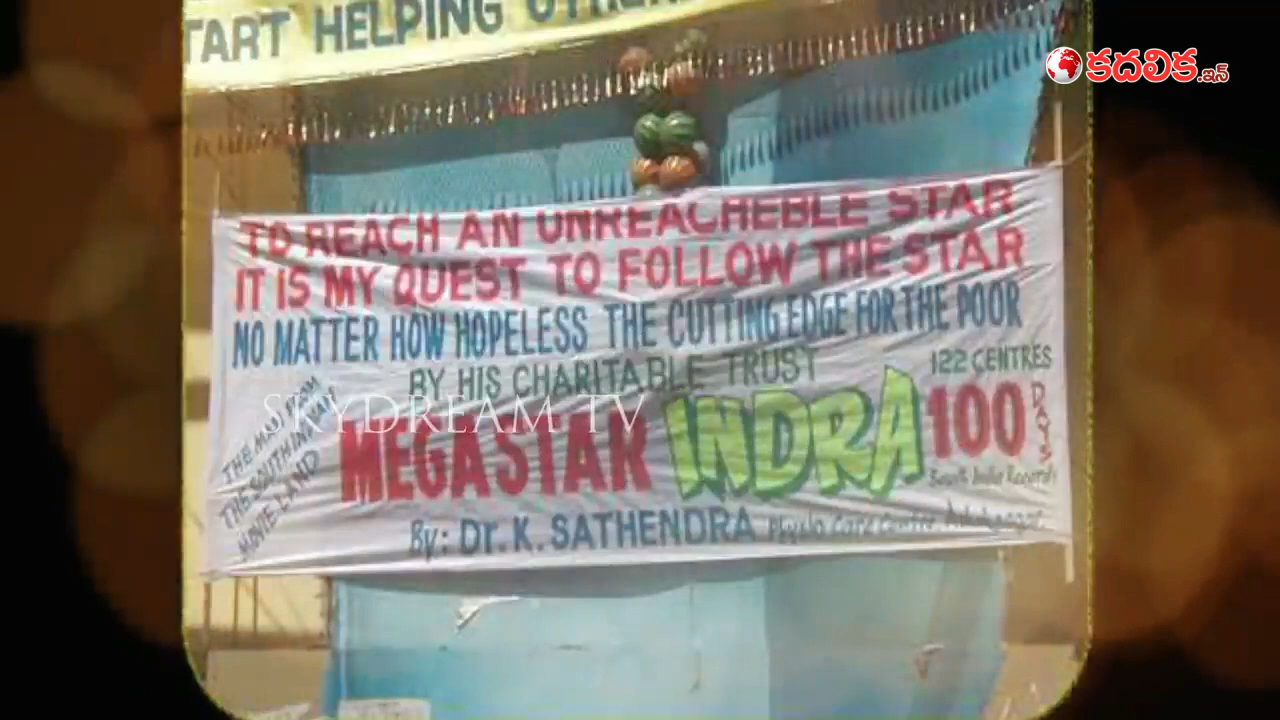 TART HELPING
కదలిక.ఇన్
TO REACH AN UNREACHEBLE STAR
IT IS MY QUEST TO FOLLOW THE STAR
NO MATTER HOW HOPELESS THE CUTTING EDGE FOR THE POOR
BY HIS CHARITABLE TRUST
122 CENTRES
THE MAN FROM
THE SOUTH INDIAN
MOVIE LAND
SKYDREAM TV
MEGASTAR INDRA 100 DAYS
South India Records
By: Dr. K. SATHENDRA